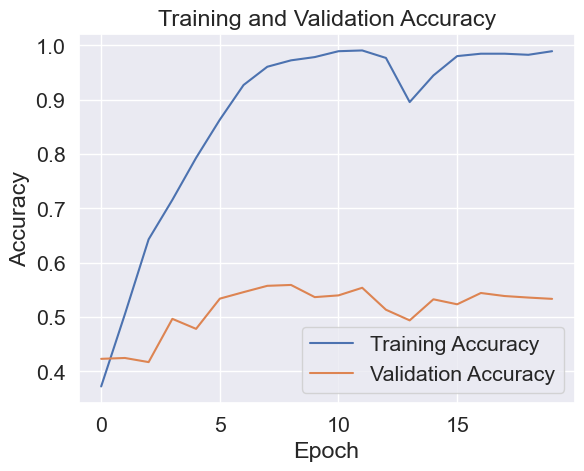 Training and Validation Accuracy
1.0
0.9
0.8
0.7
0.6
0.5
0.4
Accuracy
Training Accuracy
Validation Accuracy
0
5
10
15
Epoch